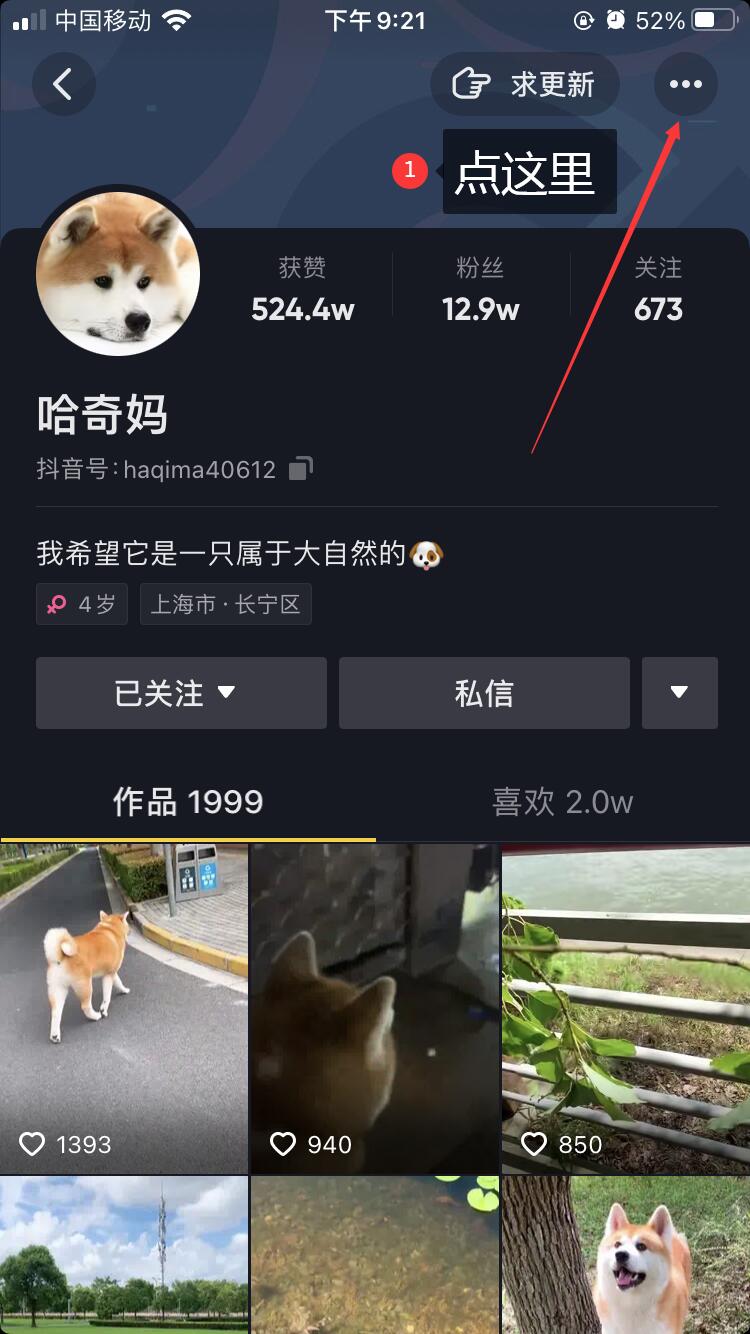 中国移动
下午9:21
52%
求更新
1
点这里
获赞
粉丝
关注
524.4w
12.9w
673
哈奇妈
抖音号:haqima40612
我希望它是一只属于大自然的🐶
4岁
上海市·长宁区
已关注
私信
作品 1999
喜欢 2.0w
1393
940
850